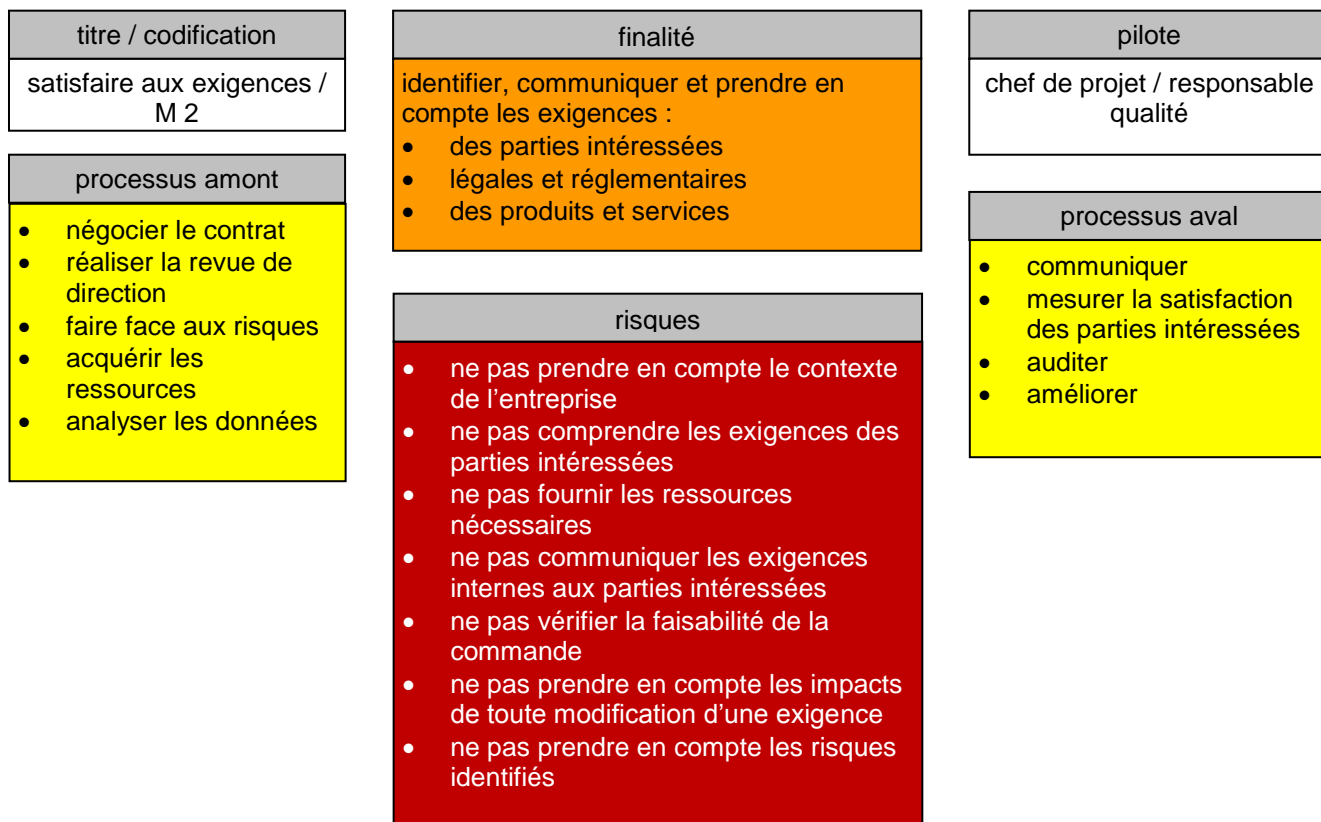 titre / codification
satisfaire aux exigences /
M 2
processus amont
• négocier le contrat
• réaliser la revue de
direction
• faire face aux risques
• acquérir les
ressources
• analyser les données
finalité
identifier, communiquer et prendre en
compte les exigences :
• des parties intéressées
• légales et réglementaires
• des produits et services
risques
• ne pas prendre en compte le contexte
de l’entreprise
• ne pas comprendre les exigences des
parties intéressées
• ne pas fournir les ressources
nécessaires
• ne pas communiquer les exigences
internes aux parties intéressées
• ne pas vérifier la faisabilité de la
commande
• ne pas prendre en compte les impacts
de toute modification d’une exigence
• ne pas prendre en compte les risques
identifiés
pilote
chef de projet / responsable
qualité
processus aval
• communiquer
• mesurer la satisfaction
des parties intéressées
• auditer
• améliorer